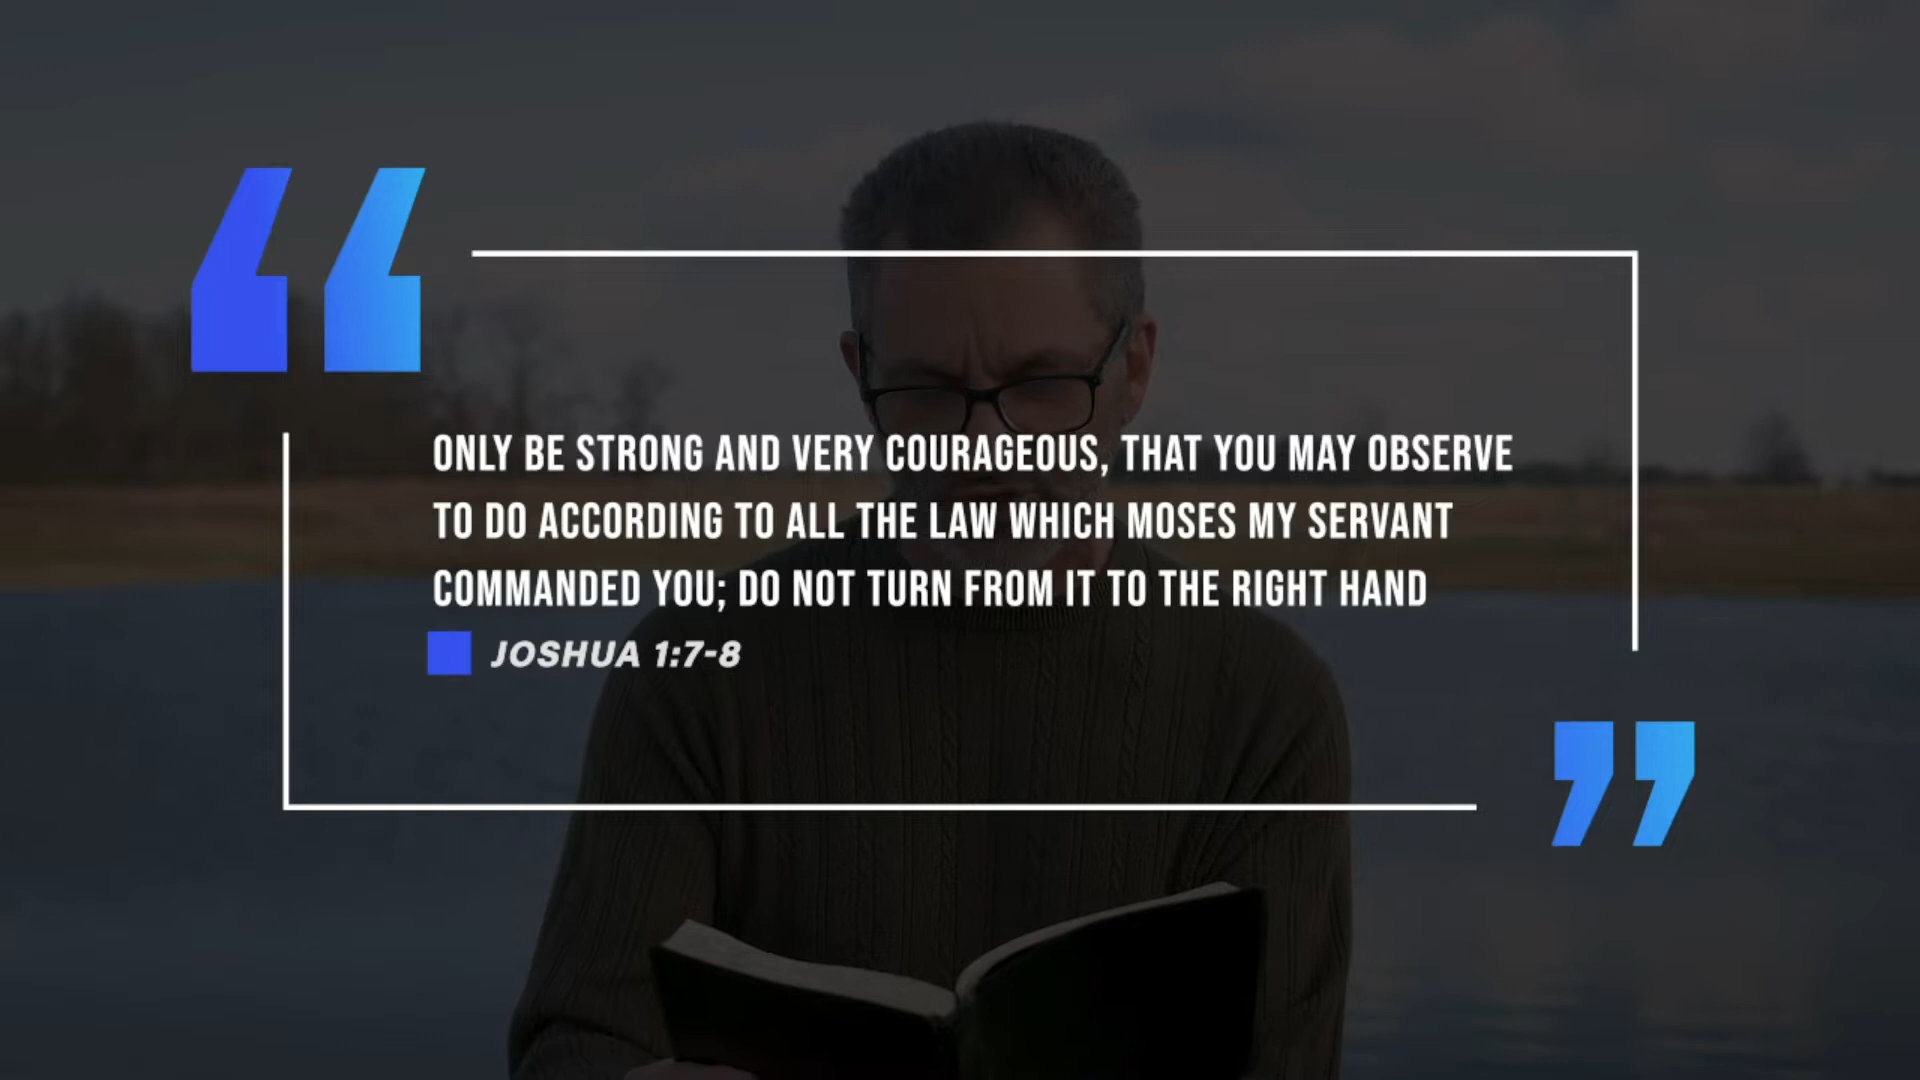 ONLY BE STRONG AND VERY COURAGEOUS, THAT YOU MAY OBSERVE
TO DO ACCORDING TO ALL THE LAW WHICH MOSES MY SERVANT
COMMANDED YOU; DO NOT TURN FROM IT TO THE RIGHT HAND
JOSHUA 1:7-8